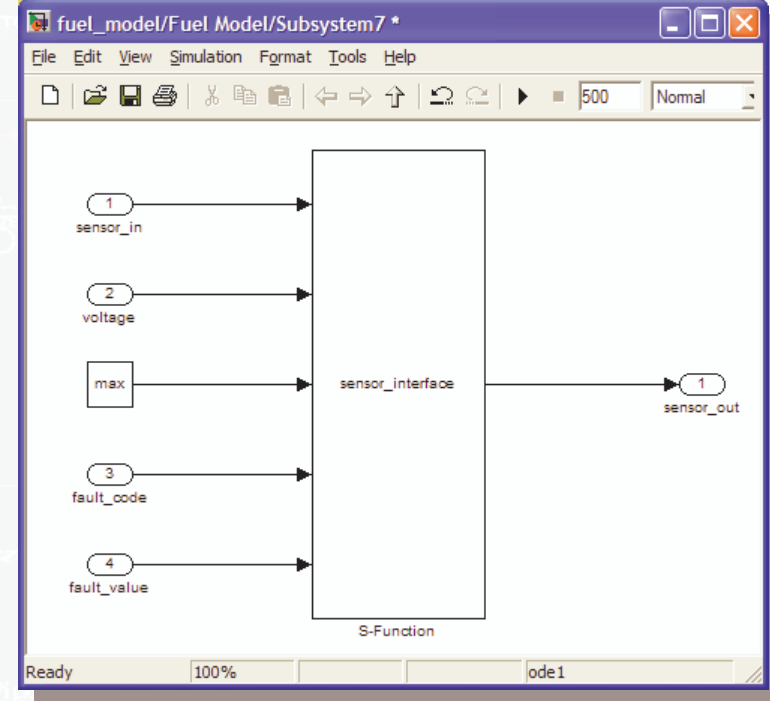 fuel_model/Fuel Model/Subsystem7 *
File Edit View Simulation Format Tools Help
500 Normal
1
sensor_in
2
voltage
max
sensor_interface
1
sensor_out
3
fault_code
4
fault_value
S-Function
Ready 100% ode1